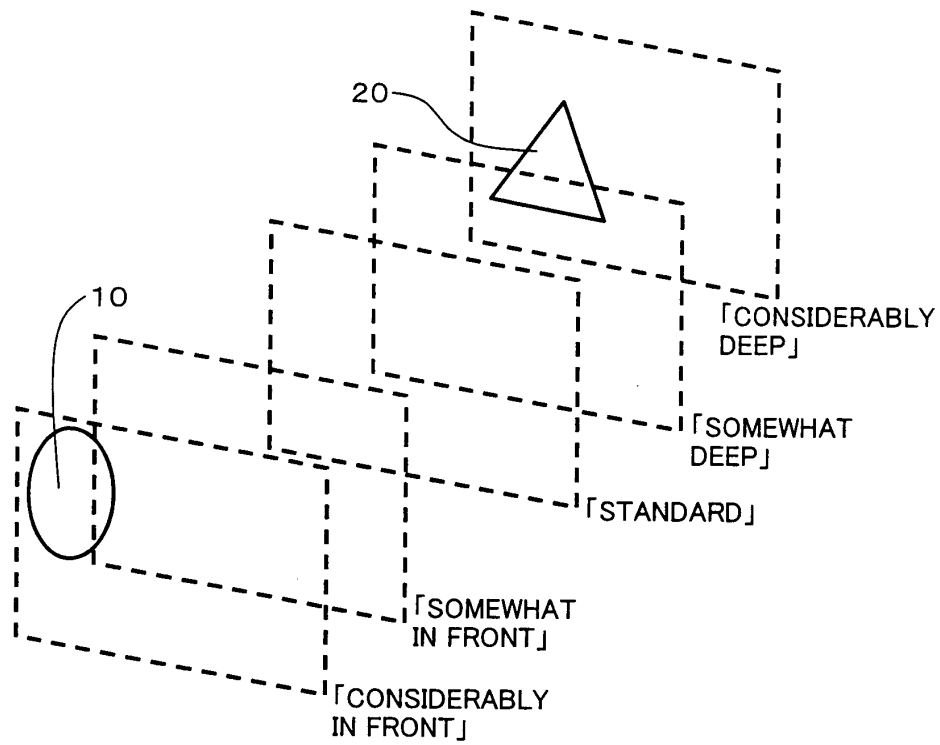 20
「CONSIDERABLY
DEEP」
10
「SOMEWHAT
DEEP」
「STANDARD」
「SOMEWHAT
IN FRONT」
「CONSIDERABLY
IN FRONT」